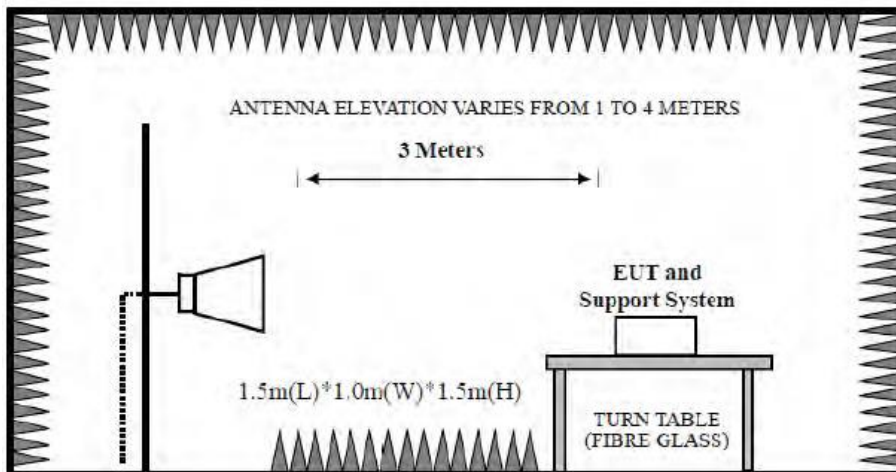 ANTENNA ELEVATION VARIES FROM 1 TO 4 METERS
3 Meters
EUT and
Support System
1.5m(L)*1.0m(W)*1.5m(H)
TURN TABLE
(FIBRE GLASS)